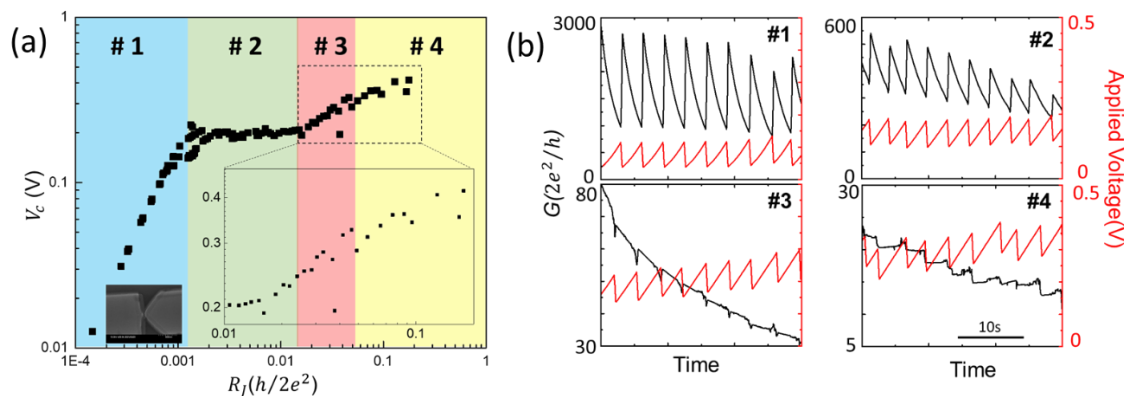 (a)
# 1 # 2 # 3 # 4
1
0.1
0.01
V_c (V)
0.4
0.3
0.2
0.01 0.1
1E-4 0.001 0.01 0.1 1
R_J(h/2e²)
(b)
3000
0
#1
600
0
#2
0.5
0
80
30
#3
30
5
#4
0.5
0
10s
G(2e²/h)
Applied Voltage(V)
Time Time